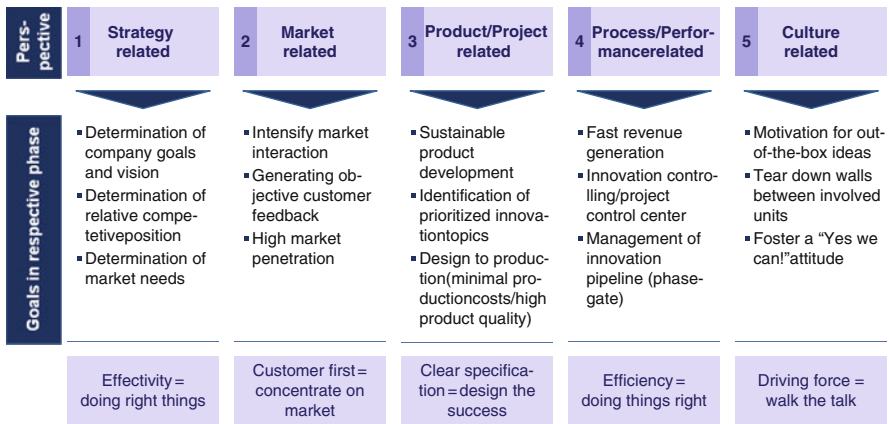 Pers-
pective
1
Strategy
related
2
Market
related
3
Product/Project
related
4
Process/Perfor-
mancerelated
5
Culture
related
Goals in respective phase
▪ Determination of
company goals
and vision
▪ Determination of
relative compe-
tetiveposition
▪ Determination of
market needs
▪ Intensify market
interaction
▪ Generating ob-
jective customer
feedback
▪ High market
penetration
▪ Sustainable
product
development
▪ Identification of
prioritized innova-
tiontopics
▪ Design to produc-
tion(minimal pro-
ductioncosts/high
product quality)
▪ Fast revenue
generation
▪ Innovation contro-
lling/project
control center
▪ Management of
innovation
pipeline (phase-
gate)
▪ Motivation for out-
of-the-box ideas
▪ Tear down walls
between involved
units
▪ Foster a “Yes we
can!”attitude
Effectivity=
doing right things
Customer first=
concentrate on
market
Clear specifica-
tion=design the
success
Efficiency=
doing things right
Driving force =
walk the talk